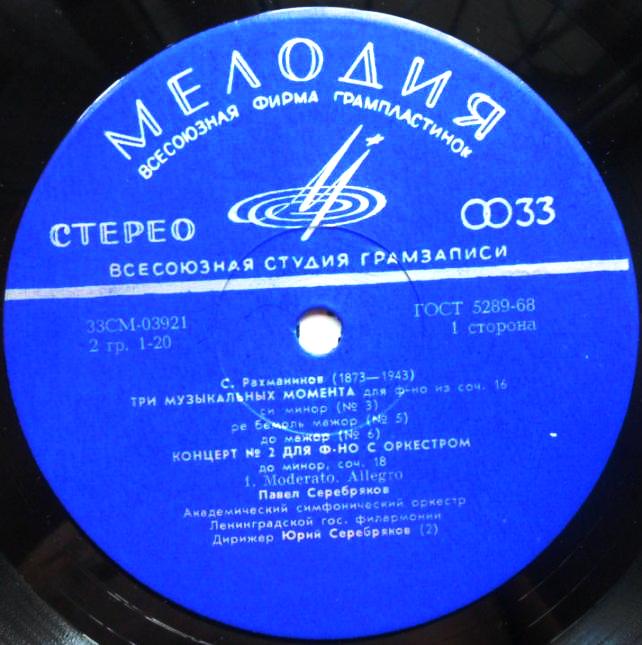 МЕЛОДИЯ
ВСЕСОЮЗНАЯ ФИРМА ГРАМПЛАСТИНОК
СТЕРЕО
33
ВСЕСОЮЗНАЯ СТУДИЯ ГРАМЗАПИСИ
33СМ-03921
ГОСТ 5289-68
2 гр. 1-20
1 сторона
С. Рахманинов (1873—1943)
ТРИ МУЗЫКАЛЬНЫХ МОМЕНТА для ф-но из соч. 16
си минор (№ 3)
ре бемоль мажор (№ 5)
до мажор (№ 6)
КОНЦЕРТ № 2 ДЛЯ Ф-НО С ОРКЕСТРОМ
до минор, соч. 18
1. Moderato. Allegro
Павел Серебряков
Академический симфонический оркестр
Ленинградской гос. филармонии
Дирижер Юрий Серебряков (2)